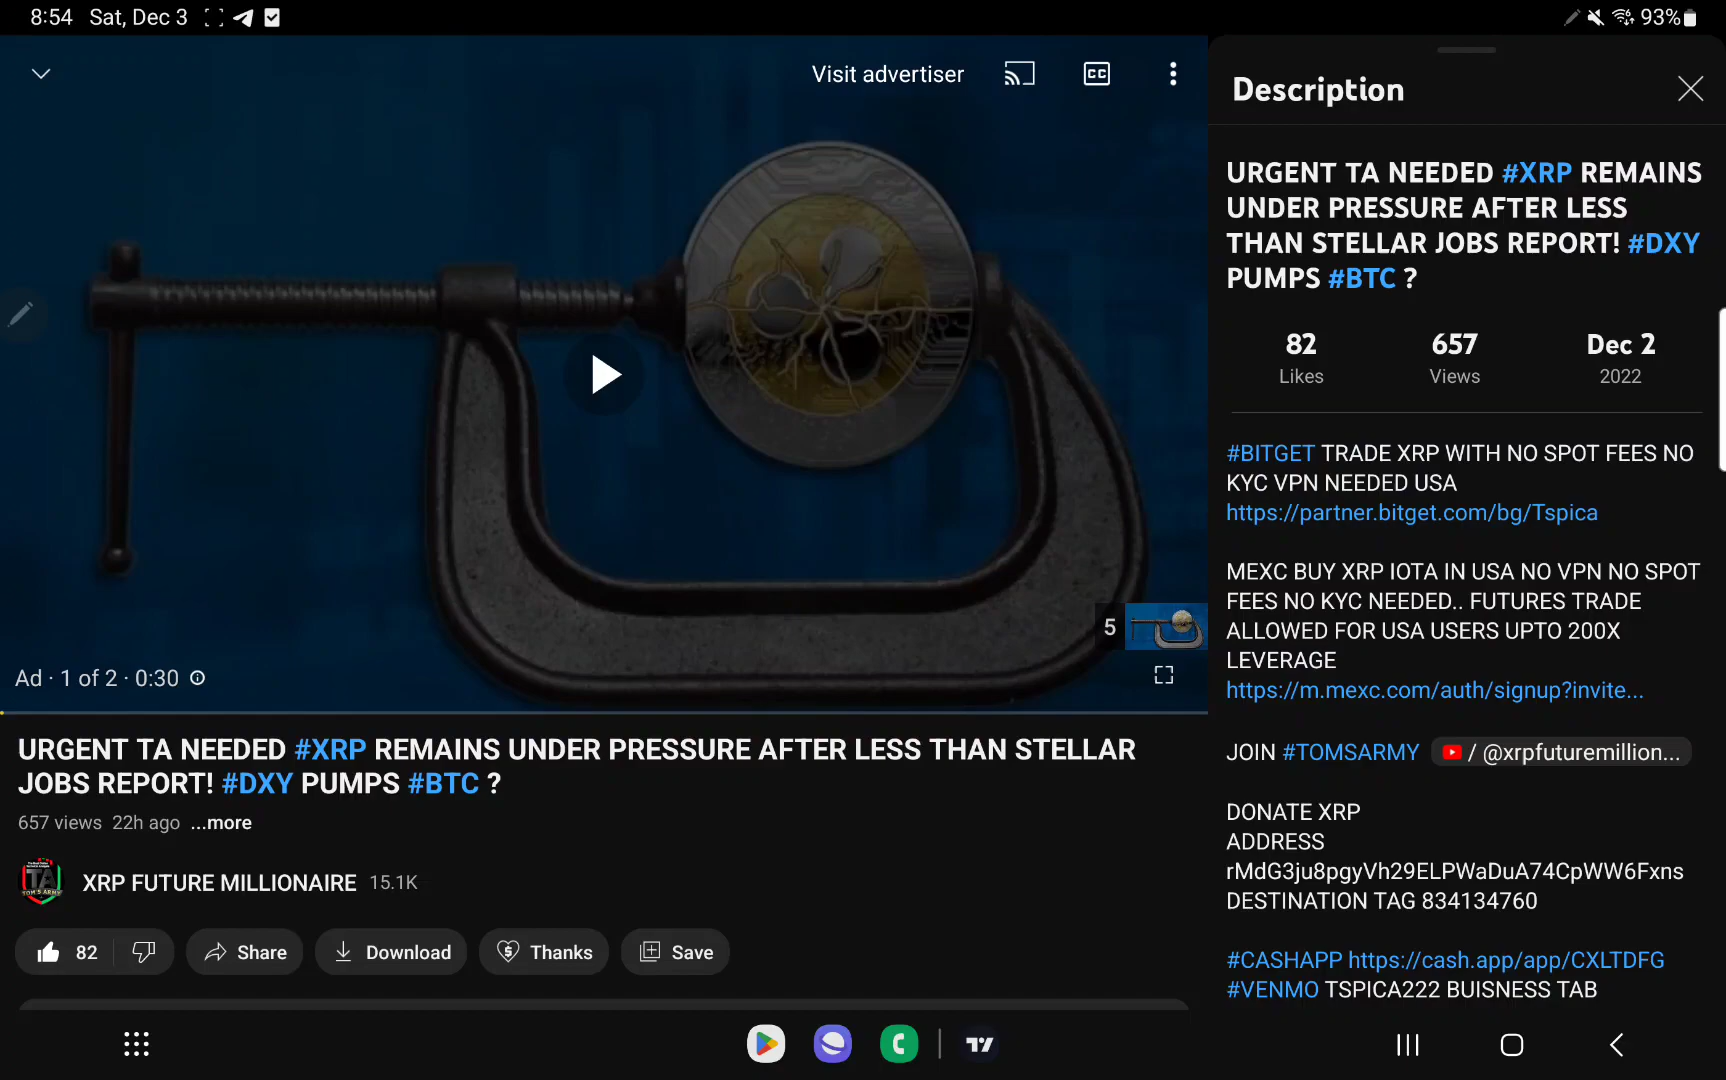 8:54 Sat, Dec 3
93%
Visit advertiser
CC
5
Ad · 1 of 2 · 0:30
URGENT TA NEEDED #XRP REMAINS UNDER PRESSURE AFTER LESS THAN STELLAR
JOBS REPORT! #DXY PUMPS #BTC ?
657 views 22h ago ...more
TA
TOM'S ARMY
XRP FUTURE MILLIONAIRE 15.1K
82
Share
Download
Thanks
Save
Description
URGENT TA NEEDED #XRP REMAINS
UNDER PRESSURE AFTER LESS
THAN STELLAR JOBS REPORT! #DXY
PUMPS #BTC ?
82 657 Dec 2
Likes Views 2022
#BITGET TRADE XRP WITH NO SPOT FEES NO
KYC VPN NEEDED USA
https://partner.bitget.com/bg/Tspica
MEXC BUY XRP IOTA IN USA NO VPN NO SPOT
FEES NO KYC NEEDED.. FUTURES TRADE
ALLOWED FOR USA USERS UPTO 200X
LEVERAGE
https://m.mexc.com/auth/signup?invite...
JOIN #TOMSARMY / @xrpfuturemillion...
DONATE XRP
ADDRESS
rMdG3ju8pgyVh29ELPWaDuA74CpWW6Fxns
DESTINATION TAG 834134760
#CASHAPP https://cash.app/app/CXLTDFG
#VENMO TSPICA222 BUISNESS TAB